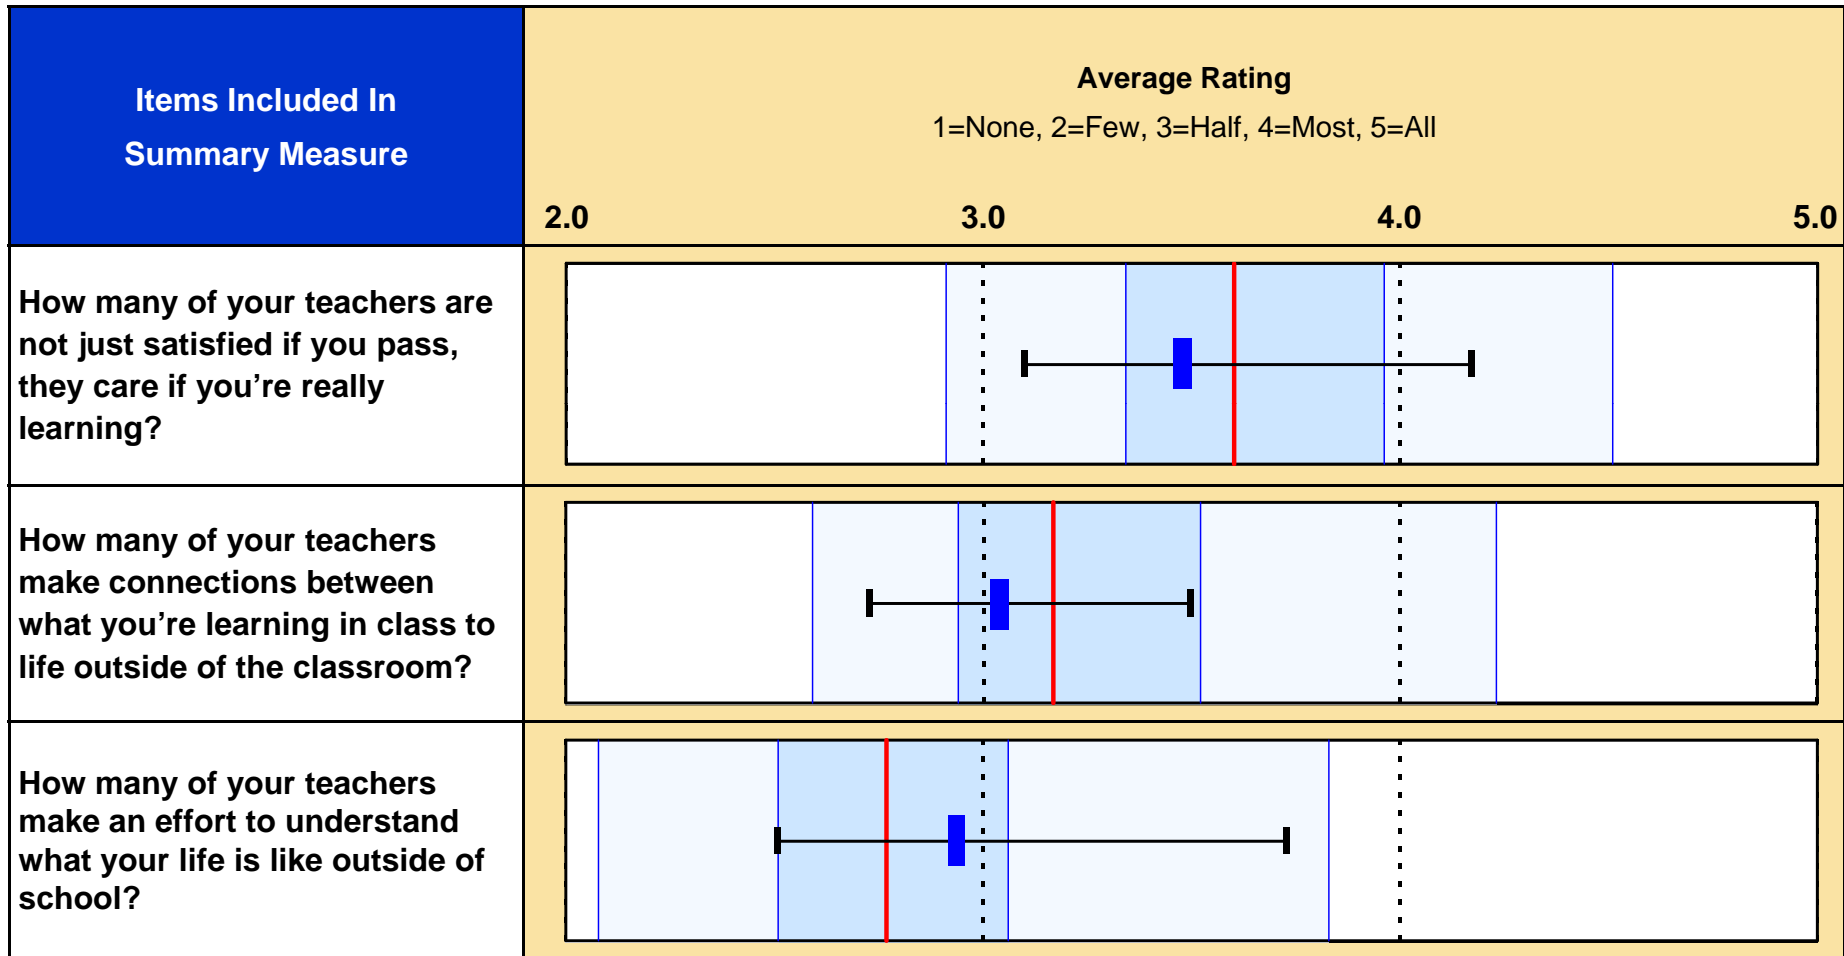 Items Included In
Summary Measure
Average Rating
1=None, 2=Few, 3=Half, 4=Most, 5=All
2.0 3.0 4.0 5.0
How many of your teachers are
not just satisfied if you pass,
they care if you’re really
learning?
How many of your teachers
make connections between
what you’re learning in class to
life outside of the classroom?
How many of your teachers
make an effort to understand
what your life is like outside of
school?